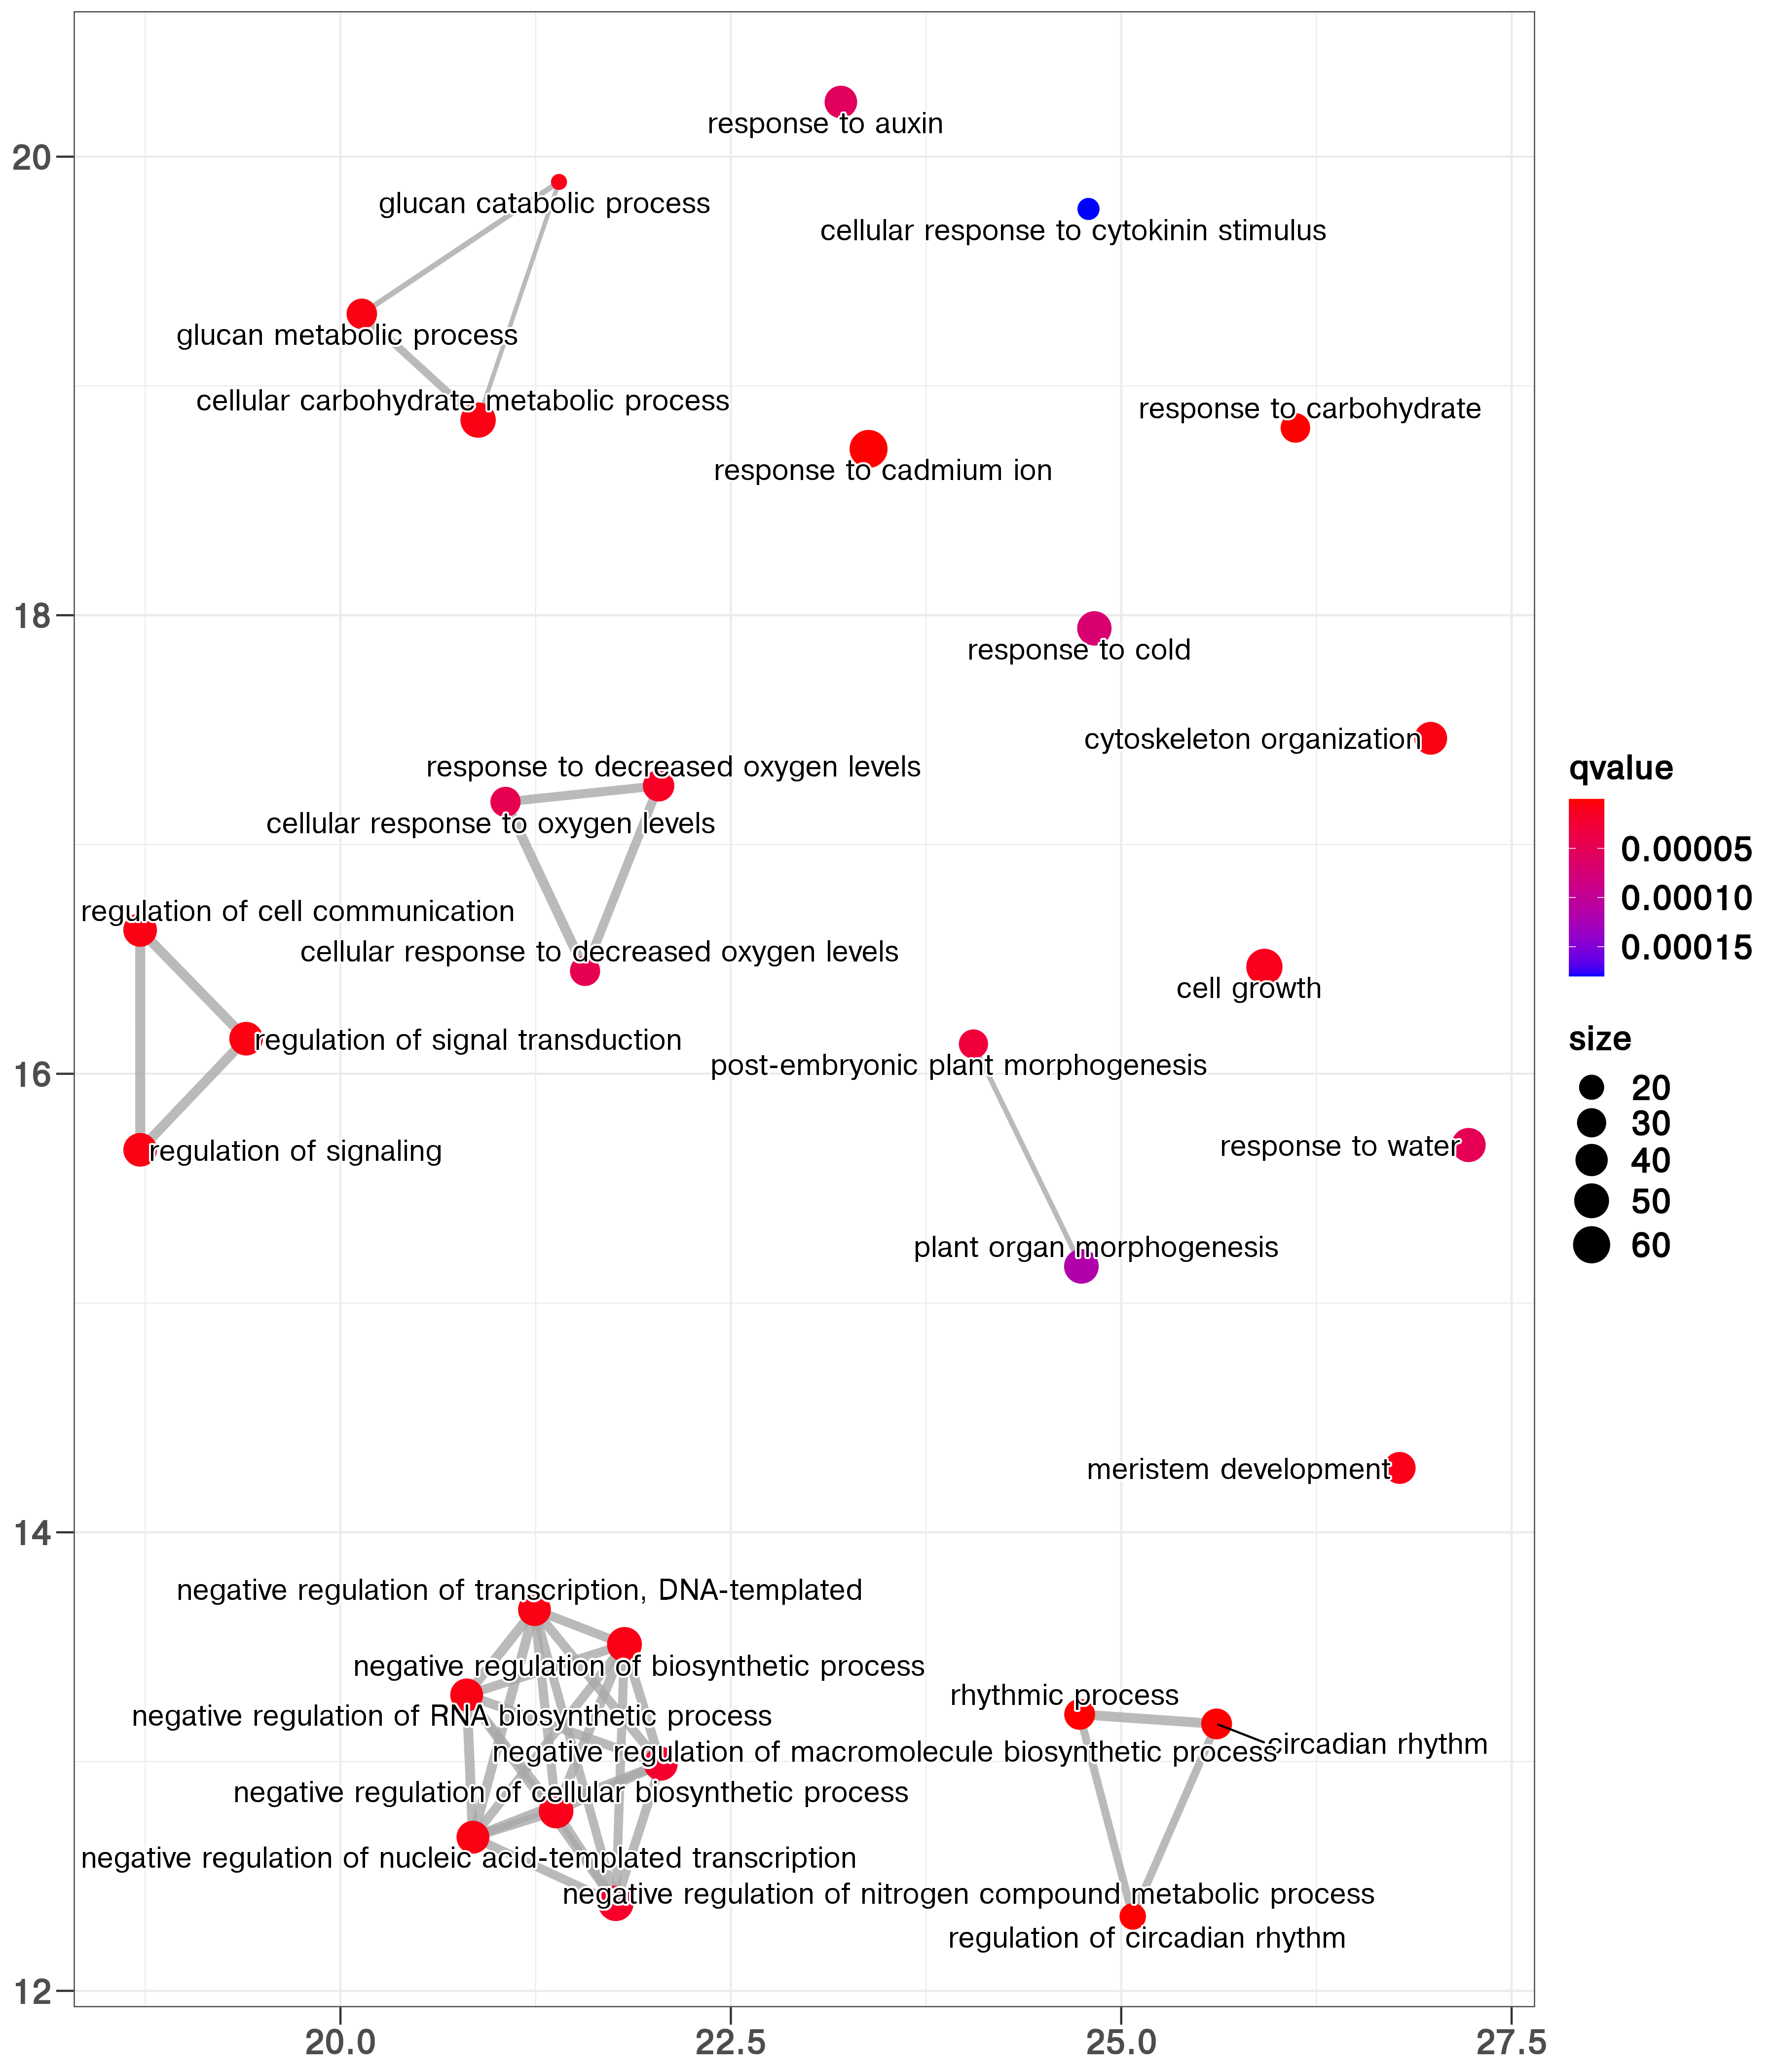 response to auxin
20
glucan catabolic process
cellular response to cytokinin stimulus
glucan metabolic process
cellular carbohydrate metabolic process
response to carbohydrate
response to cadmium ion
18
response to cold
cytoskeleton organization
response to decreased oxygen levels
cellular response to oxygen levels
regulation of cell communication
cellular response to decreased oxygen levels
cell growth
regulation of signal transduction
post-embryonic plant morphogenesis
16
response to water
regulation of signaling
plant organ morphogenesis
meristem development
14
negative regulation of transcription, DNA-templated
negative regulation of biosynthetic process
rhythmic process
negative regulation of RNA biosynthetic process
circadian rhythm
negative regulation of macromolecule biosynthetic process
negative regulation of cellular biosynthetic process
negative regulation of nucleic acid-templated transcription
negative regulation of nitrogen compound metabolic process
regulation of circadian rhythm
12
20.0 22.5 25.0 27.5
qvalue
0.00005
0.00010
0.00015
size
20
30
40
50
60